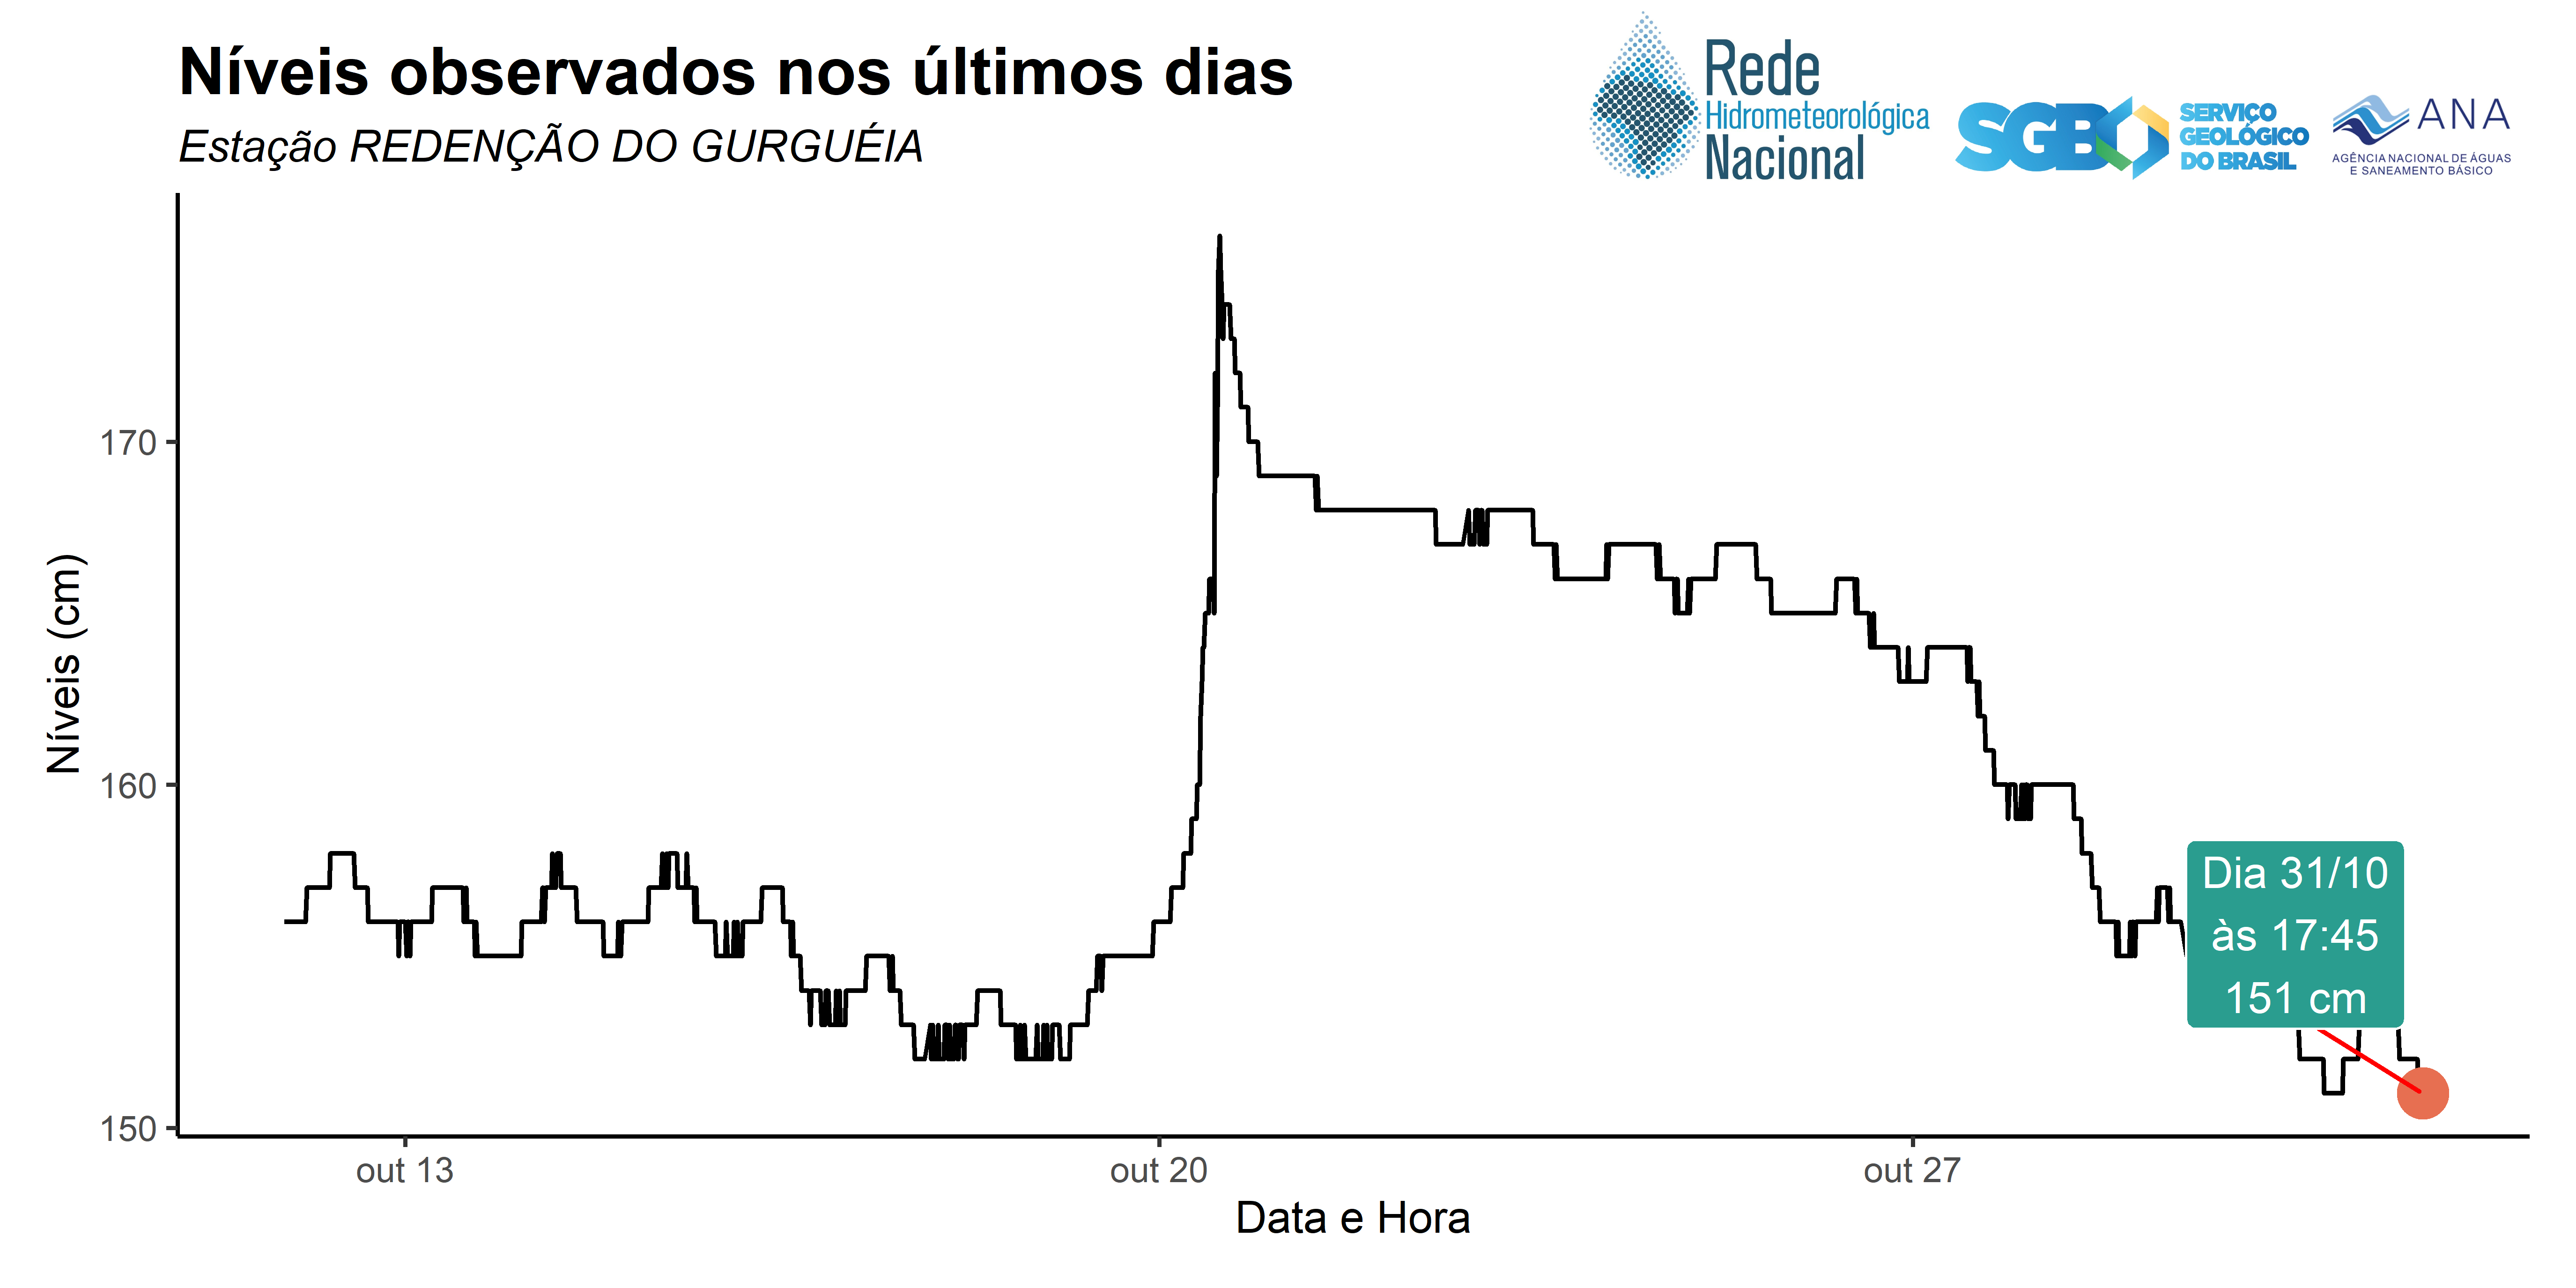 Níveis observados nos últimos dias
Estação REDENÇÃO DO GURGUÉIA
Rede
Hidrometeorológica
Nacional
SGB
SERVIÇO
GEOLÓGICO
DO BRASIL
ANA
AGÊNCIA NACIONAL DE ÁGUAS
E SANEAMENTO BÁSICO
Níveis (cm)
170
160
150
Dia 31/10
às 17:45
151 cm
out 13
out 20
out 27
Data e Hora